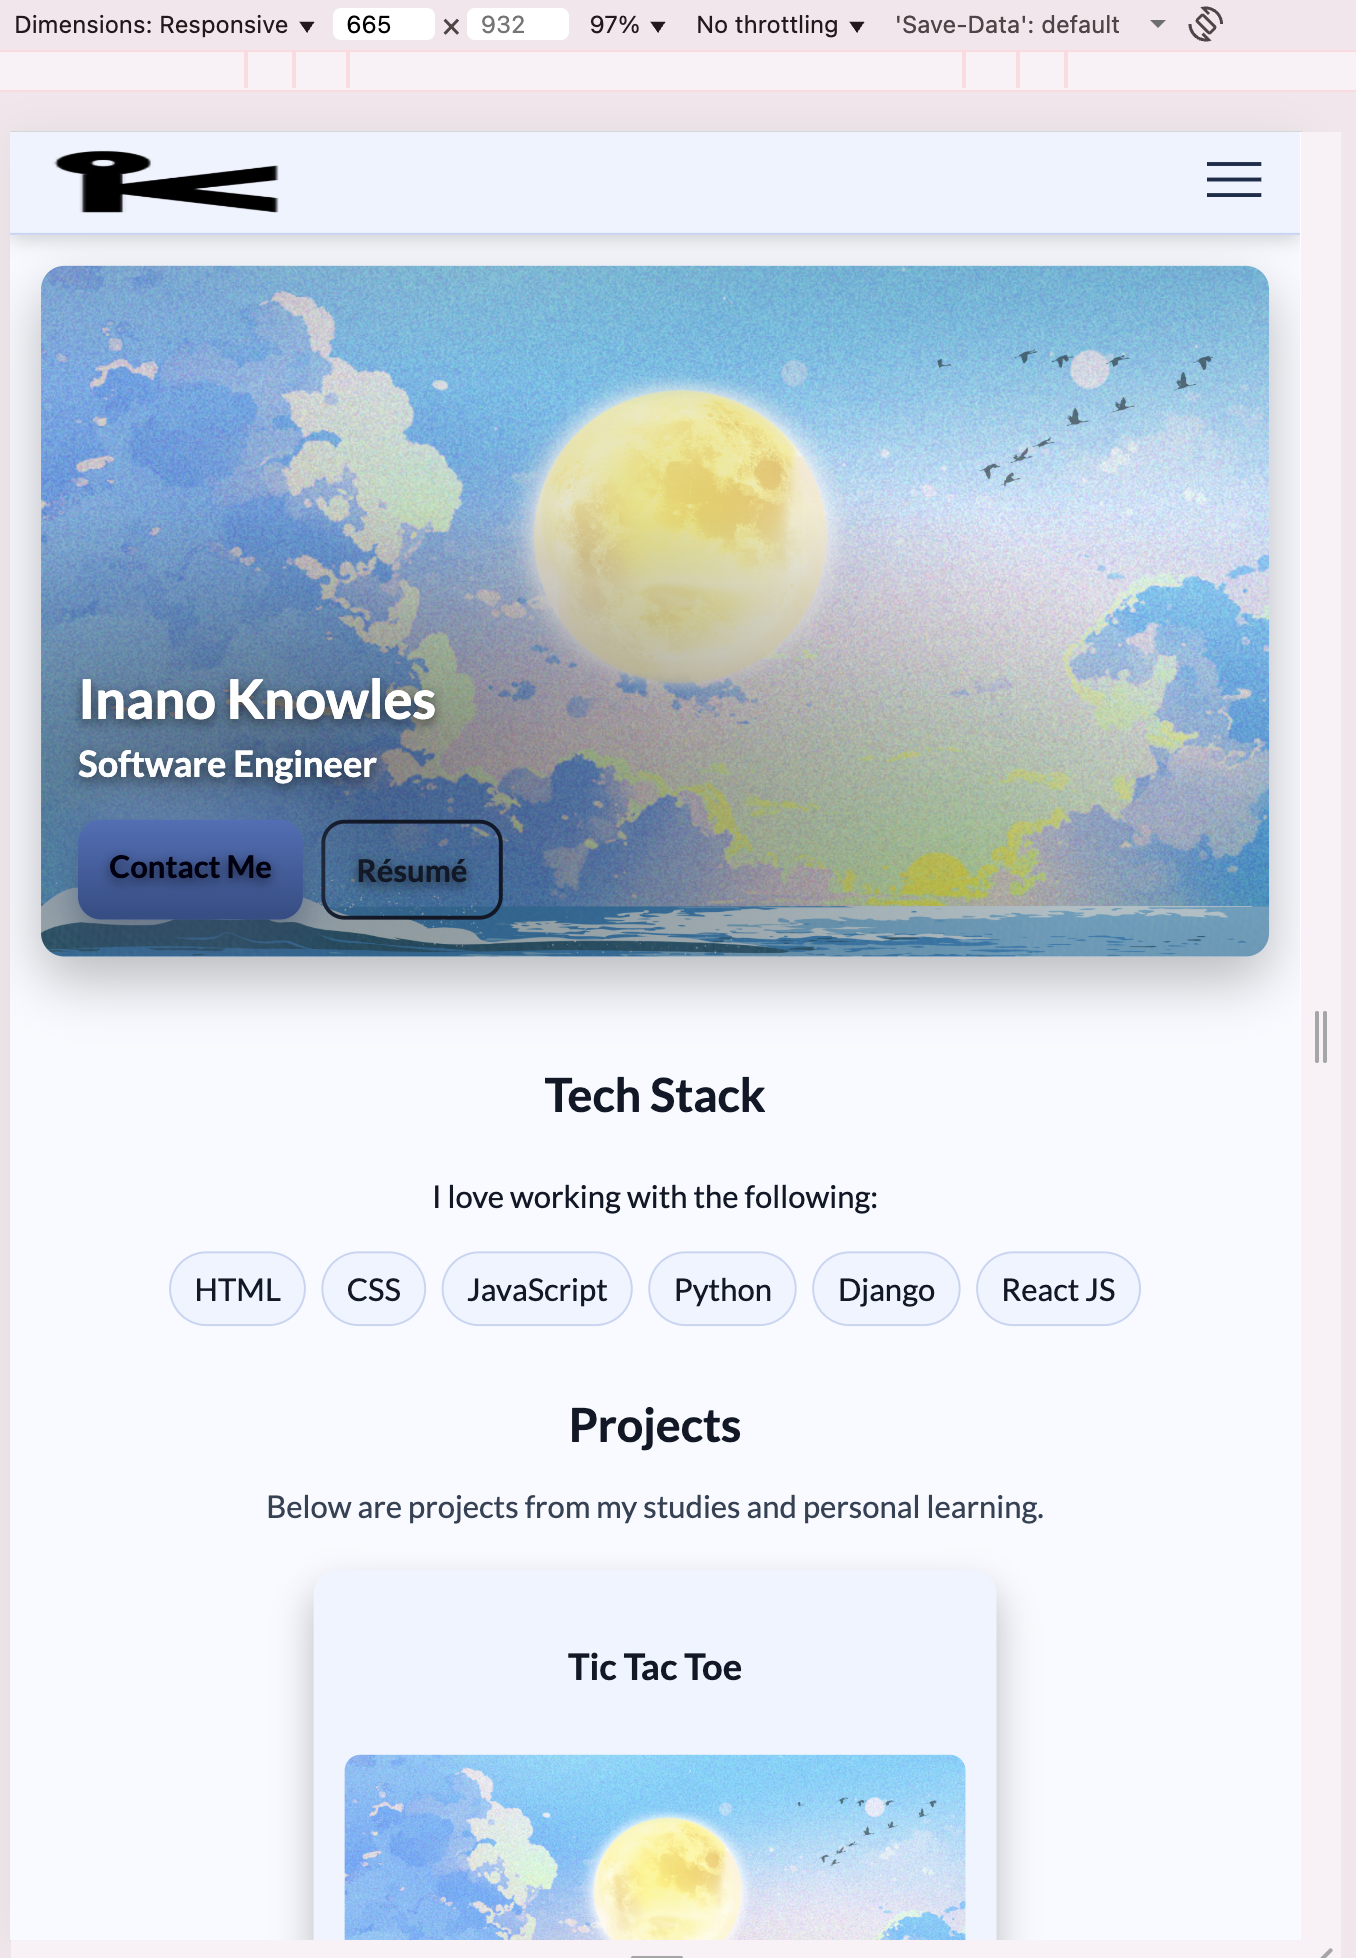 Dimensions: Responsive ▼ 665 × 932 97% ▼ No throttling ▼ 'Save-Data': default
Inano Knowles
Software Engineer
Contact Me Résumé
Tech Stack
I love working with the following:
HTML CSS JavaScript Python Django React JS
Projects
Below are projects from my studies and personal learning.
Tic Tac Toe